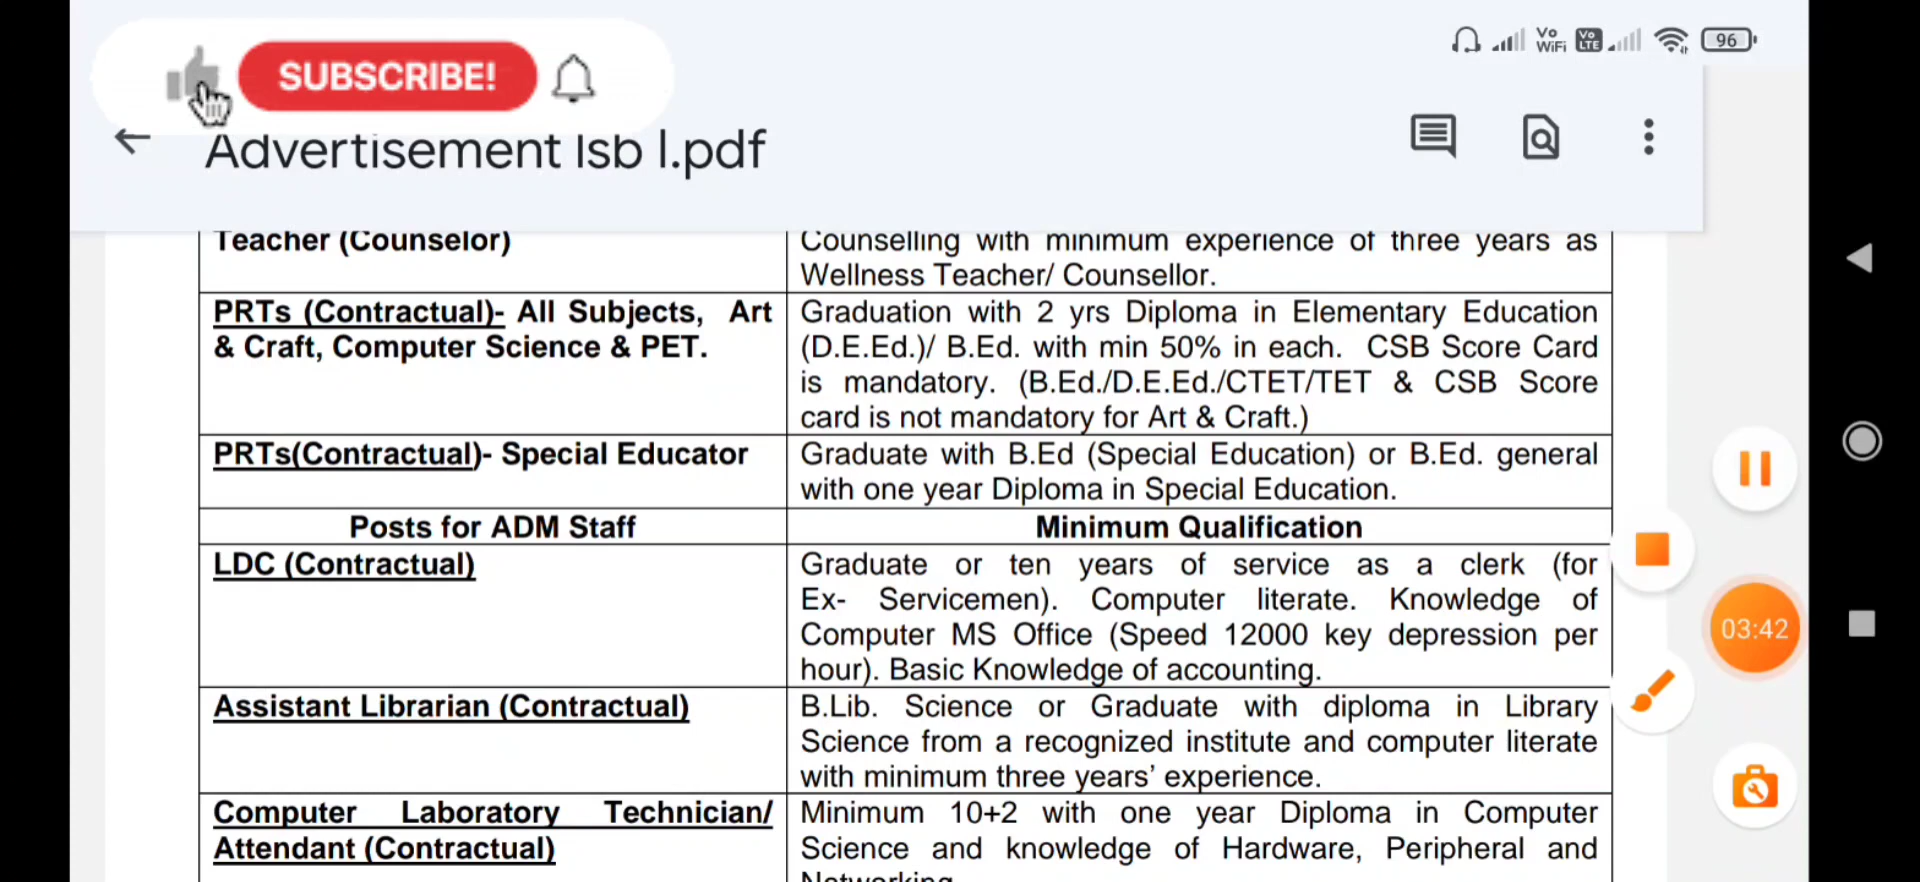 SUBSCRIBE!
Vo
WiFi
Vo
LTE
96
Advertisement Isb I.pdf
Teacher (Counselor)
Counselling with minimum experience of three years as
Wellness Teacher/ Counsellor.
PRTs (Contractual)- All Subjects, Art
& Craft, Computer Science & PET.
Graduation with 2 yrs Diploma in Elementary Education
(D.E.Ed.)/ B.Ed. with min 50% in each. CSB Score Card
is mandatory. (B.Ed./D.E.Ed./CTET/TET & CSB Score
card is not mandatory for Art & Craft.)
PRTs(Contractual)- Special Educator
Graduate with B.Ed (Special Education) or B.Ed. general
with one year Diploma in Special Education.
Posts for ADM Staff
Minimum Qualification
LDC (Contractual)
Graduate or ten years of service as a clerk (for
Ex- Servicemen). Computer literate. Knowledge of
Computer MS Office (Speed 12000 key depression per
hour). Basic Knowledge of accounting.
Assistant Librarian (Contractual)
B.Lib. Science or Graduate with diploma in Library
Science from a recognized institute and computer literate
with minimum three years’ experience.
Computer Laboratory Technician/
Attendant (Contractual)
Minimum 10+2 with one year Diploma in Computer
Science and knowledge of Hardware, Peripheral and
Networking
03:42